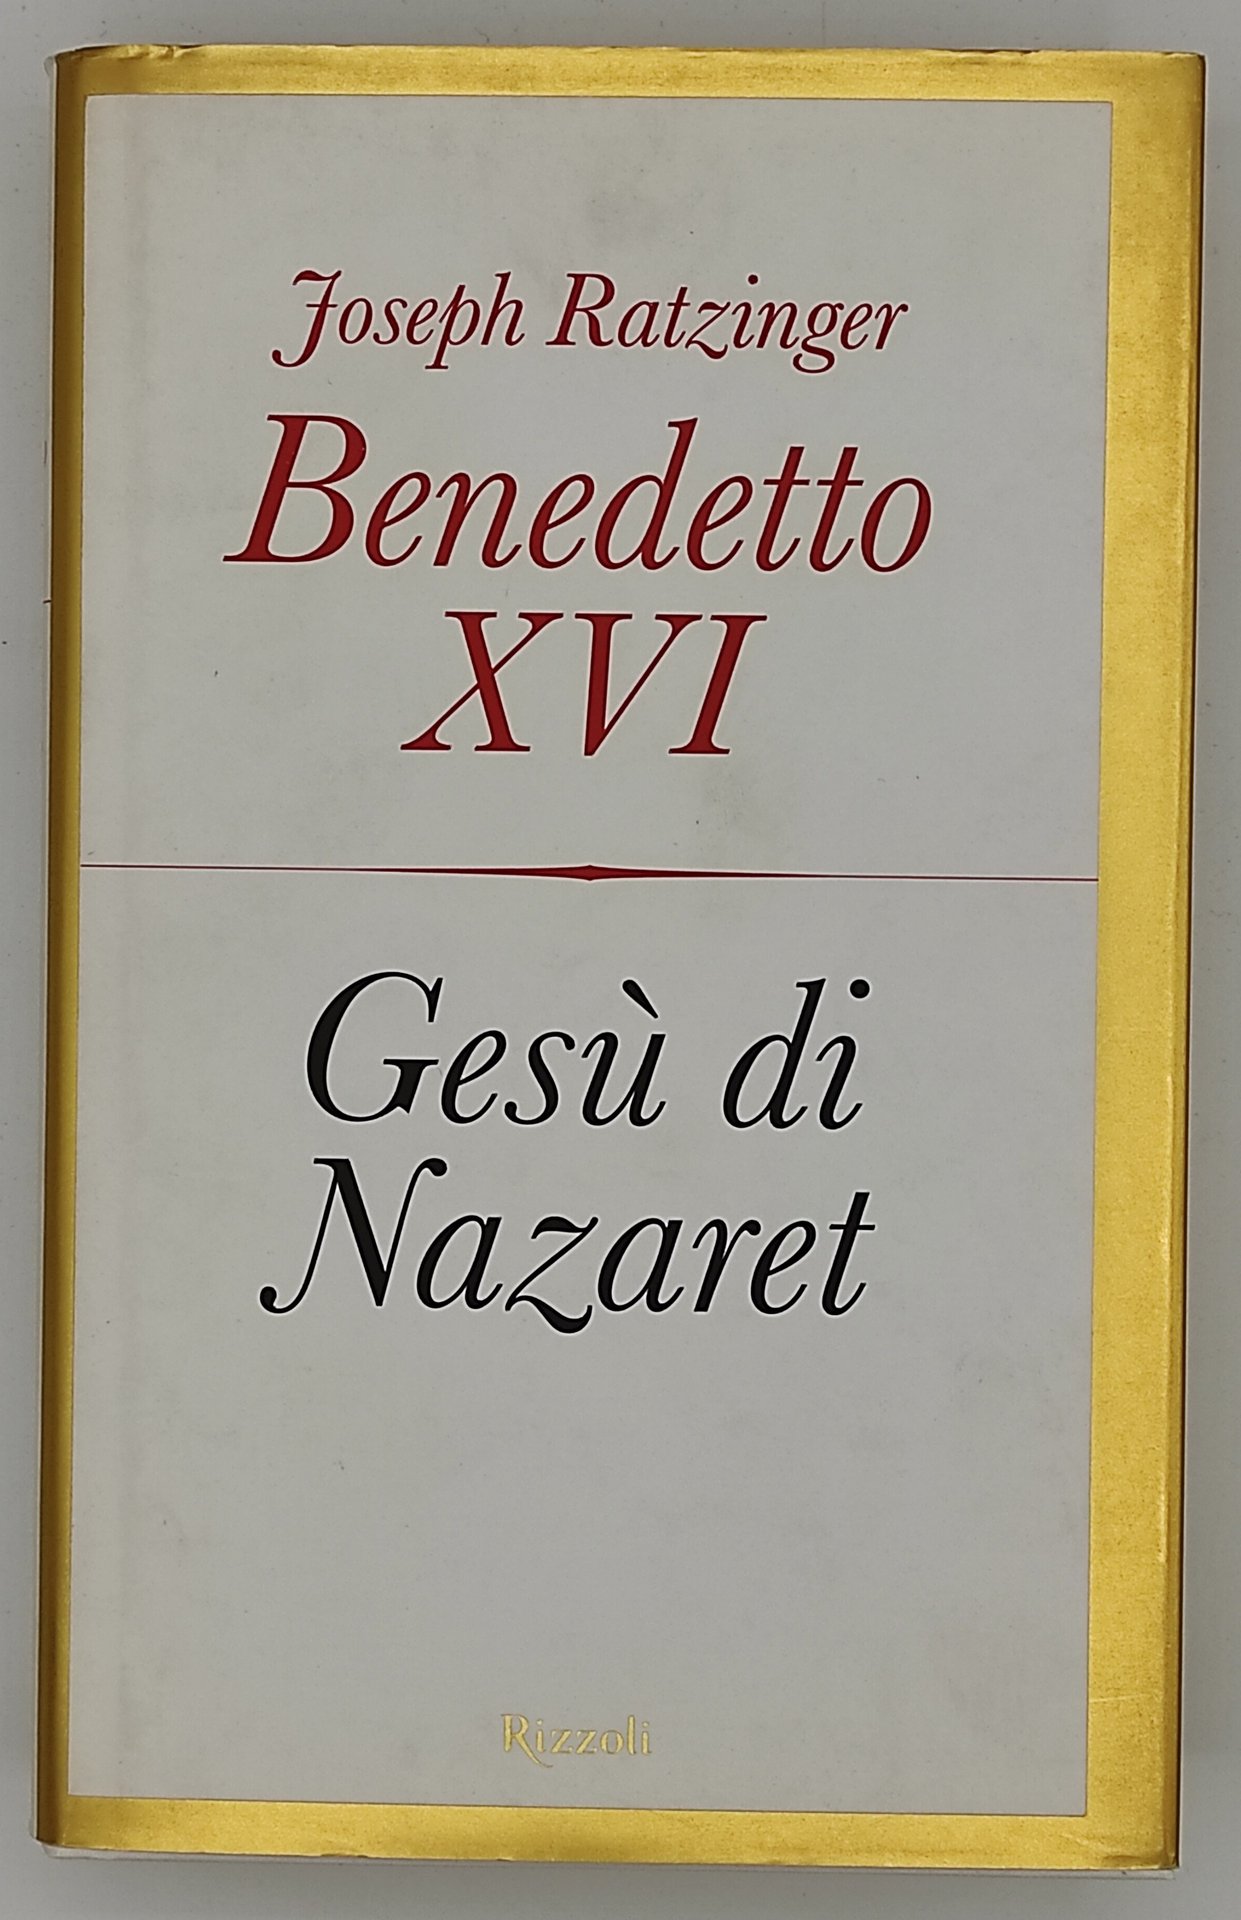 Joseph Ratzinger
Benedetto
XVI
Gesù di
Nazaret
Rizzoli